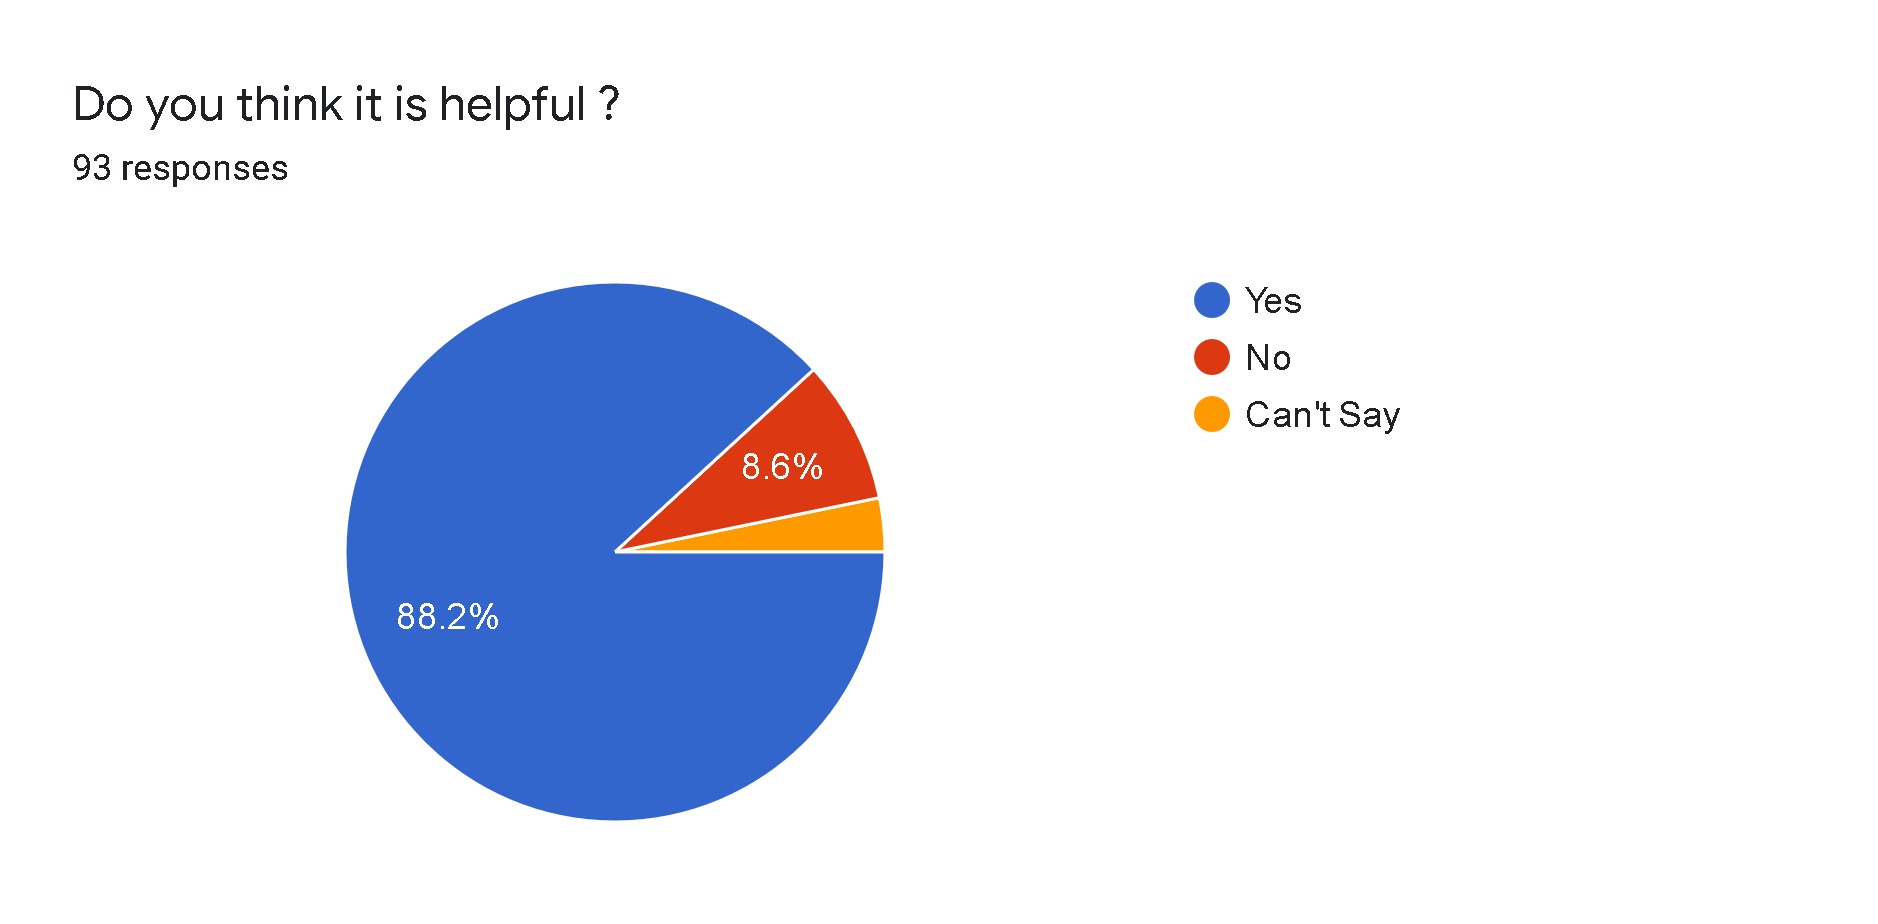 Do you think it is helpful ?
93 responses
Yes
No
Can't Say
8.6%
88.2%